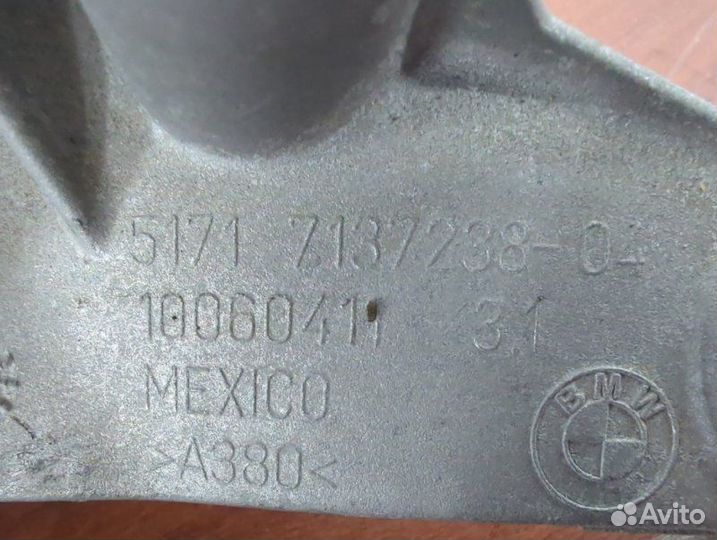 5171 7137238-04
10060411 31
MEXICO
>A380<
BMW
Avito